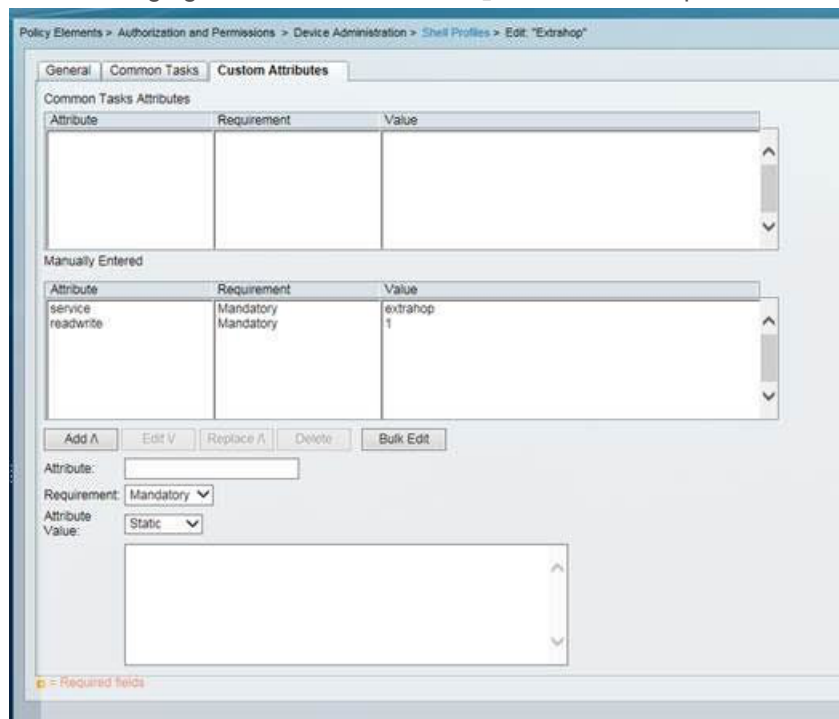 Policy Elements > Authorization and Permissions > Device Administration > Shell Profiles > Edit: "Extrahop"
General Common Tasks Custom Attributes
Common Tasks Attributes
Attribute Requirement Value
Manually Entered
Attribute Requirement Value
service Mandatory extrahop
readwrite Mandatory 1
Add /\ Edit V Replace /\ Delete Bulk Edit
Attribute:
Requirement: Mandatory
Attribute Value: Static
= Required fields